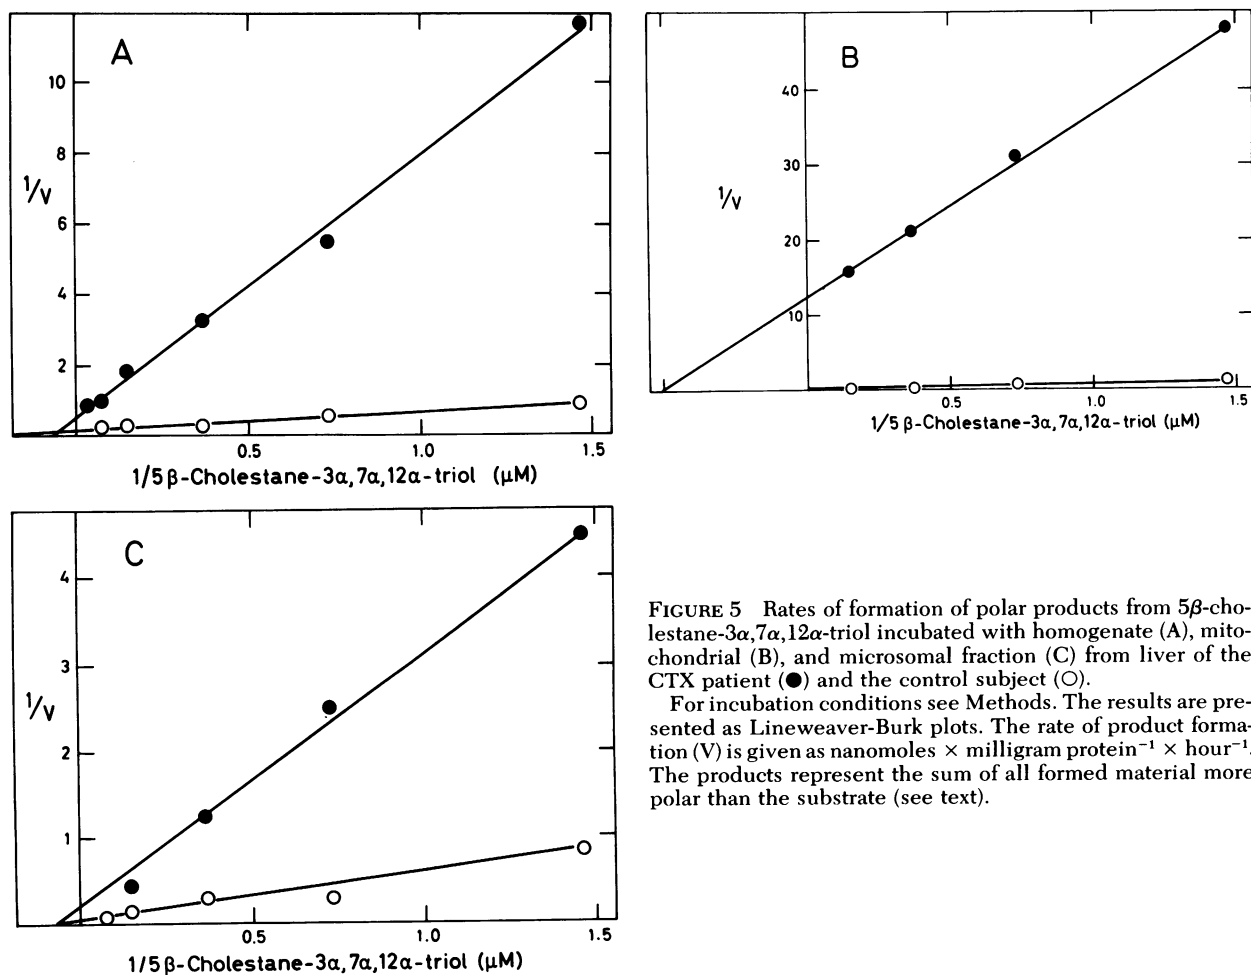 A
10
8
1/v
6
4
2
0.5
1.0
1.5
1/5β-Cholestane-3α,7α,12α-triol (μM)
B
40
30
1/v
20
10
0.5
1.0
1.5
1/5β-Cholestane-3α,7α,12α-triol (μM)
C
4
3
1/v
2
1
0.5
1.0
1.5
1/5β-Cholestane-3α,7α,12α-triol (μM)
FIGURE 5 Rates of formation of polar products from 5β-cho-
lestane-3α,7α,12α-triol incubated with homogenate (A), mito-
chondrial (B), and microsomal fraction (C) from liver of the
CTX patient (●) and the control subject (○).
For incubation conditions see Methods. The results are pre-
sented as Lineweaver-Burk plots. The rate of product forma-
tion (V) is given as nanomoles × milligram protein⁻¹ × hour⁻¹.
The products represent the sum of all formed material more
polar than the substrate (see text).